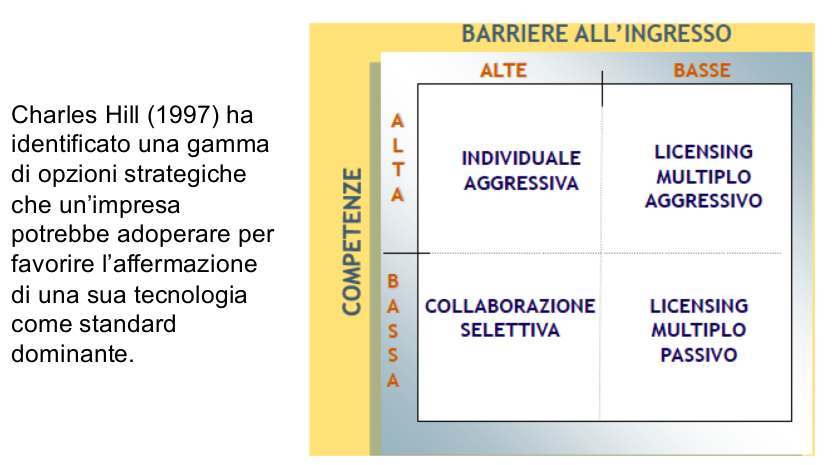 Charles Hill (1997) ha
identificato una gamma
di opzioni strategiche
che un’impresa
potrebbe adoperare per
favorire l’affermazione
di una sua tecnologia
come standard
dominante.
BARRIERE ALL’INGRESSO
ALTE
BASSE
COMPETENZE
ALTA
INDIVIDUALE
AGGRESSIVA
LICENSING
MULTIPLO
AGGRESSIVO
BASSA
COLLABORAZIONE
SELETTIVA
LICENSING
MULTIPLO
PASSIVO